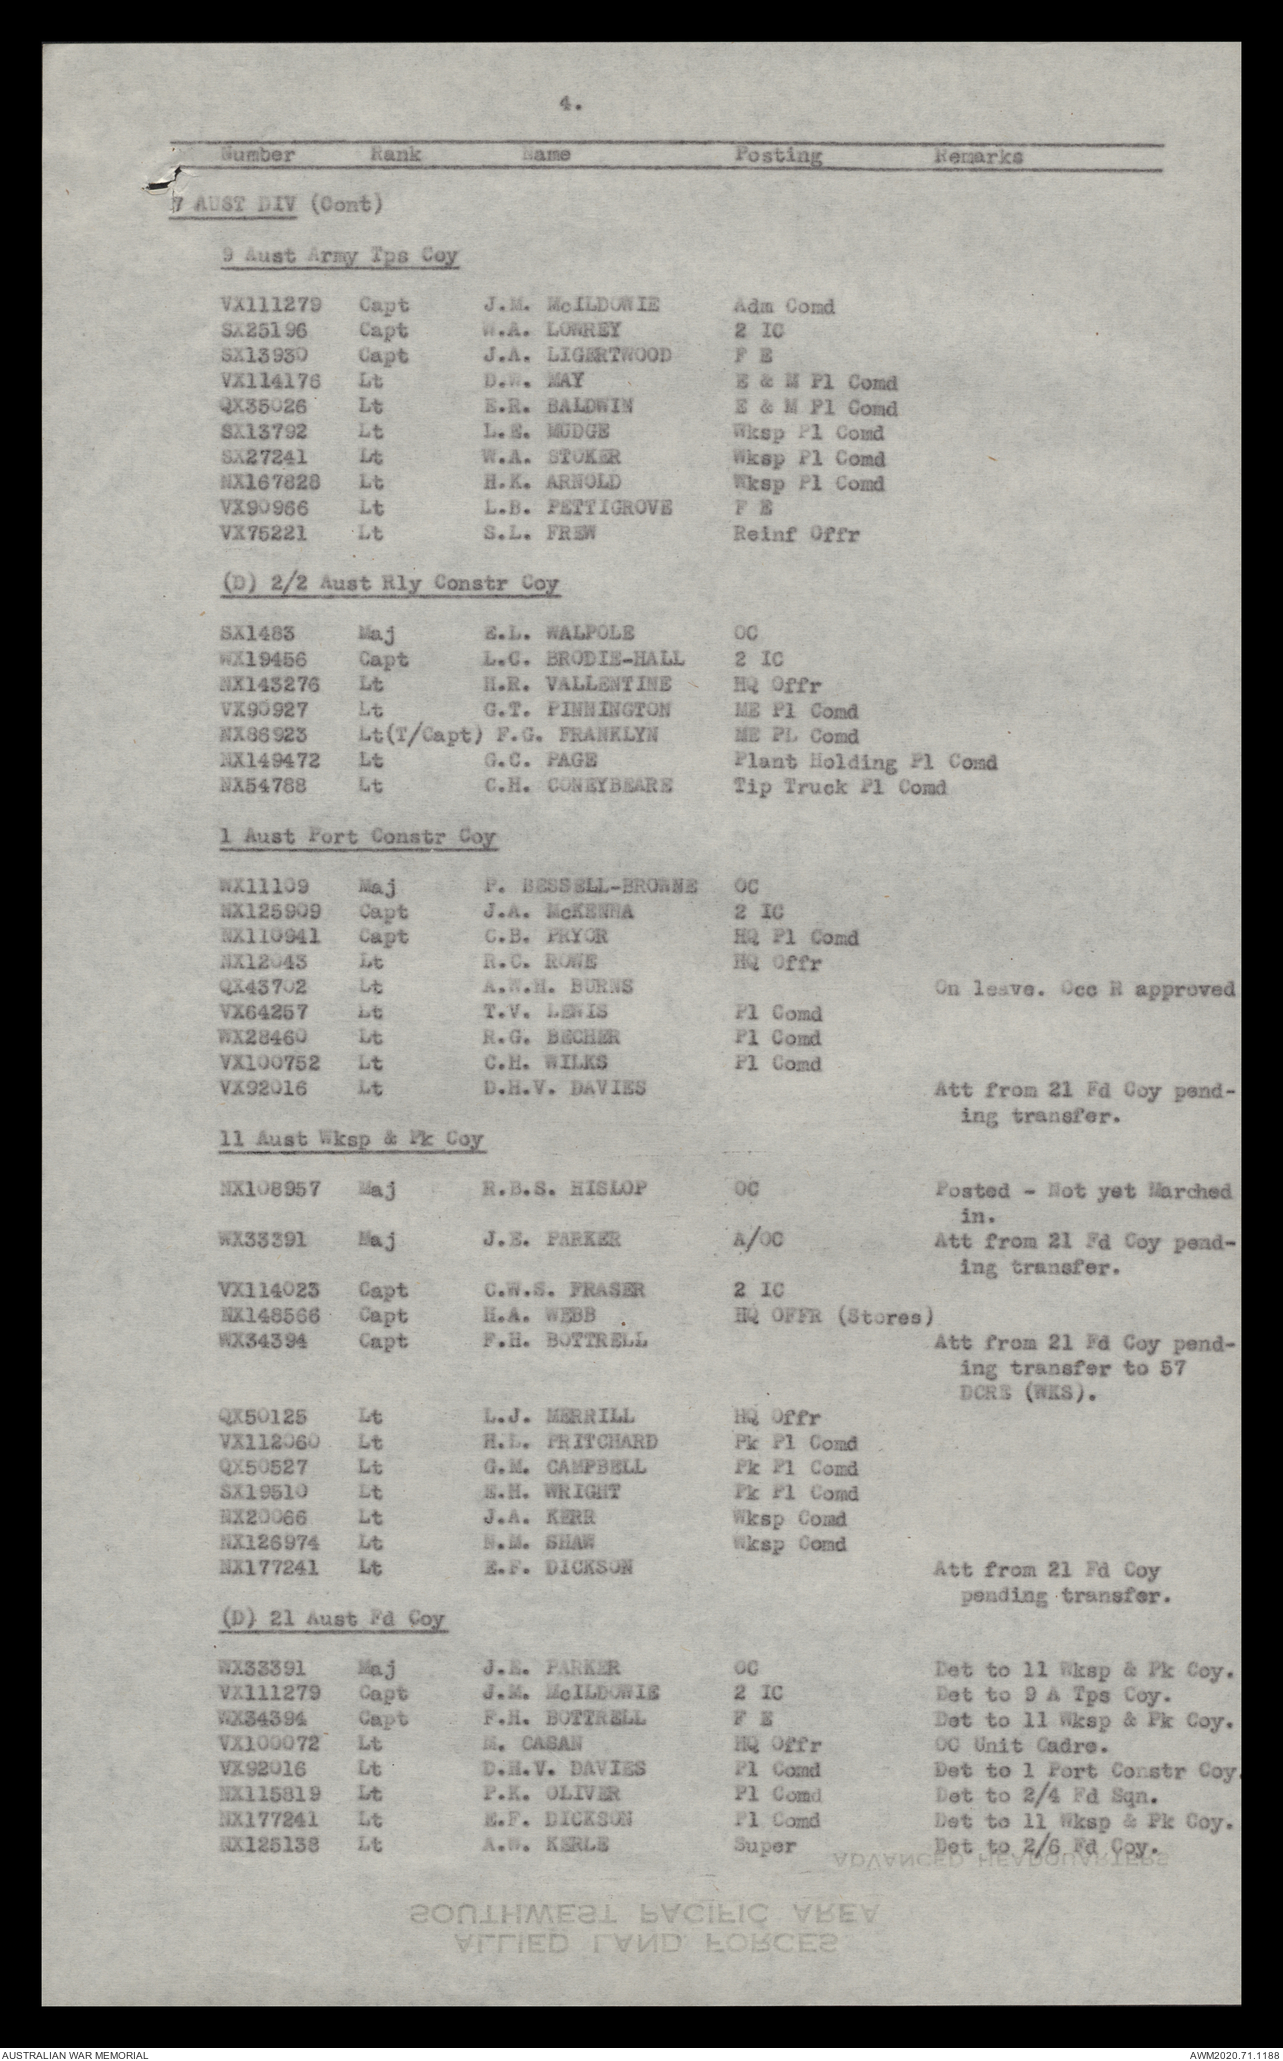 4.
Number Rank Name Posting Remarks
7 AUST DIV (Cont)
9 Aust Army Tps Coy
VX111279 Capt J.M. McILDOWIE Adm Comd
SX25196 Capt W.A. LOWREY 2 IC
SX13930 Capt J.A. LIGERTWOOD F E
VX114176 Lt D.W. MAY E & M Pl Comd
QX35026 Lt E.R. BALDWIN E & M Pl Comd
SX13792 Lt L.E. MUDGE Wksp Pl Comd
SX27241 Lt W.A. STOKER Wksp Pl Comd
NX167828 Lt H.K. ARNOLD Wksp Pl Comd
VX90966 Lt L.B. PETTIGROVE F E
VX75221 Lt S.L. FREW Reinf Offr
(D) 2/2 Aust Rly Constr Coy
SX1483 Maj E.L. WALPOLE OC
WX19456 Capt L.C. BRODIE-HALL 2 IC
NX143276 Lt H.R. VALLENTINE HQ Offr
VX90927 Lt G.T. PINNINGTON ME Pl Comd
NX86923 Lt(T/Capt) F.G. FRANKLYN ME PL Comd
NX149472 Lt G.C. PAGE Plant Holding Pl Comd
NX54788 Lt C.H. CONEYBEARE Tip Truck Pl Comd
1 Aust Port Constr Coy
WX11109 Maj P. BESSELL-BROWNE OC
NX125909 Capt J.A. McKENNA 2 IC
NX110941 Capt C.B. PRYOR HQ Pl Comd
NX12043 Lt R.C. ROWE HQ Offr
QX43702 Lt A.W.H. BURNS On leave. Occ R approved
VX64257 Lt T.V. LEWIS Pl Comd
WX28460 Lt R.G. BECHER Pl Comd
VX100752 Lt C.H. WILKS Pl Comd
VX92016 Lt D.H.V. DAVIES Att from 21 Fd Coy pend-
ing transfer.
11 Aust Wksp & Pk Coy
NX108957 Maj R.B.S. HISLOP OC Posted - Not yet Marched
in.
WX33391 Maj J.E. PARKER A/OC Att from 21 Fd Coy pend-
ing transfer.
VX114023 Capt C.W.S. FRASER 2 IC
NX148566 Capt H.A. WEBB HQ OFFR (Stores)
WX34394 Capt F.H. BOTTRELL Att from 21 Fd Coy pend-
ing transfer to 57
DCRE (WKS).
QX50125 Lt L.J. MERRILL HQ Offr
VX112060 Lt H.L. PRITCHARD Pk Pl Comd
QX50527 Lt G.M. CAMPBELL Pk Pl Comd
SX19510 Lt E.H. WRIGHT Pk Pl Comd
NX20066 Lt J.A. KERR Wksp Comd
NX126974 Lt N.M. SHAW Wksp Comd
NX177241 Lt E.F. DICKSON Att from 21 Fd Coy
pending transfer.
(D) 21 Aust Fd Coy
WX33391 Maj J.E. PARKER OC Det to 11 Wksp & Pk Coy.
VX111279 Capt J.M. McILDOWIE 2 IC Det to 9 A Tps Coy.
WX34394 Capt F.H. BOTTRELL F E Det to 11 Wksp & Pk Coy.
VX100072 Lt M. CASAN HQ Offr OC Unit Cadre.
VX92016 Lt D.H.V. DAVIES Pl Comd Det to 1 Port Constr Coy.
NX115819 Lt P.K. OLIVER Pl Comd Det to 2/4 Fd Sqn.
NX177241 Lt E.F. DICKSON Pl Comd Det to 11 Wksp & Pk Coy.
NX125138 Lt A.W. KERLE Super Det to 2/6 Fd Coy.
ADVANCED HEADQUARTERS
SOUTHWEST PACIFIC AREA
ALLIED LAND FORCES
AUSTRALIAN WAR MEMORIAL AWM2020.71.1188